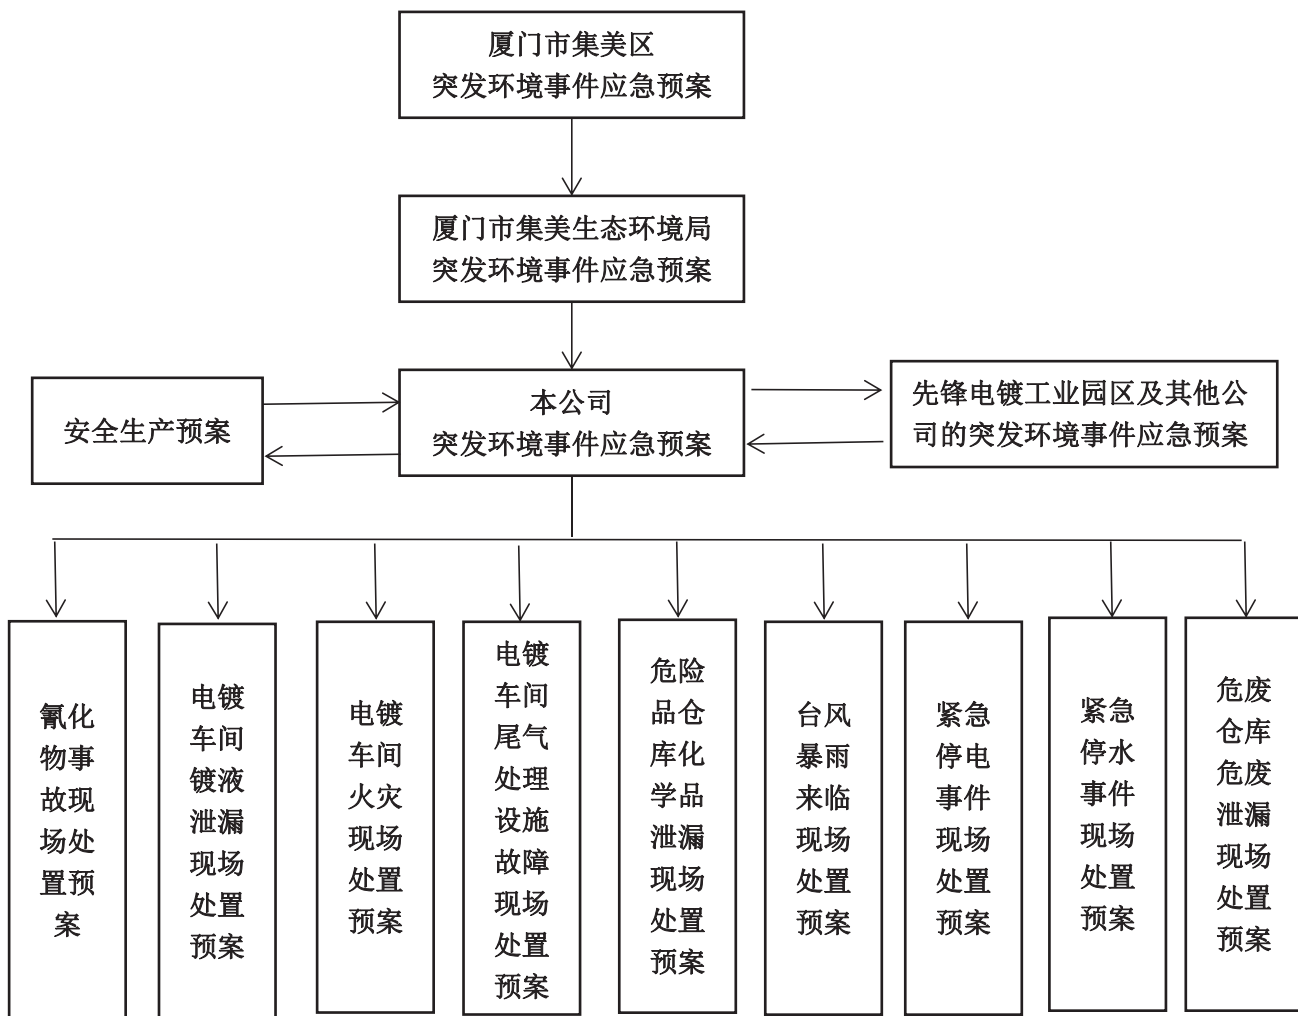 厦门市集美区
突发环境事件应急预案
厦门市集美生态环境局
突发环境事件应急预案
安全生产预案
本公司
突发环境事件应急预案
先锋电镀工业园区及其他公
司的突发环境事件应急预案
氰化
物事
故现
场处
置预
案
电镀
车间
镀液
泄漏
现场
处置
预案
电镀
车间
火灾
现场
处置
预案
电镀
车间
尾气
处理
设施
故障
现场
处置
预案
危险
品仓
库化
学品
泄漏
现场
处置
预案
台风
暴雨
来临
现场
处置
预案
紧急
停电
事件
现场
处置
预案
紧急
停水
事件
现场
处置
预案
危废
仓库
危废
泄漏
现场
处置
预案